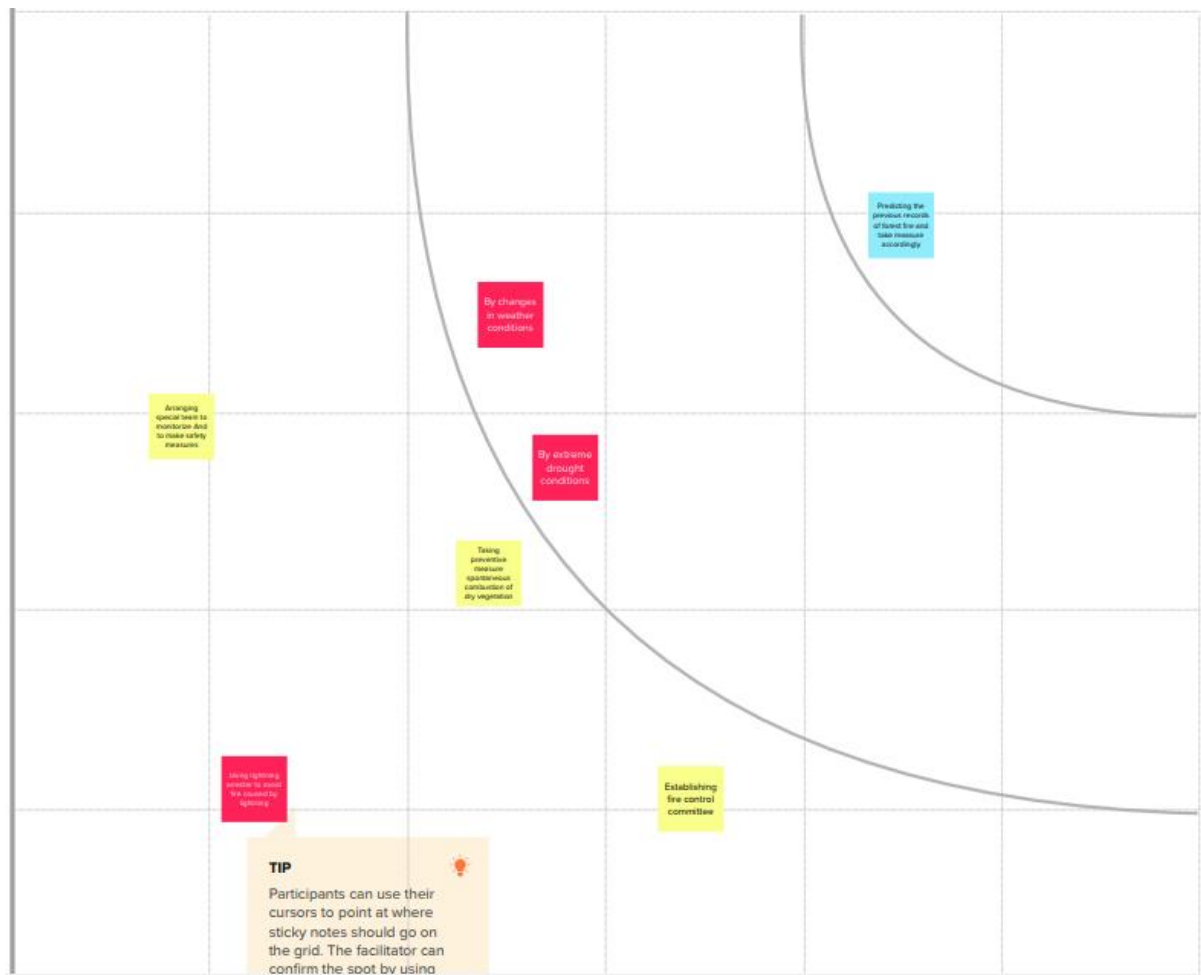 Predicting the
previous records
of forest fire and
take measure
accordingly
By changes
in weather
conditions
Arranging
special team to
monitorize And
to make safety
measures
By extreme
drought
conditions
Taking
preventive
measure
spontaneous
combustion of
dry vegetation
Using lightning
arrester to avoid
fire caused by
lightning
Establishing
fire control
committee
TIP
Participants can use their
cursors to point at where
sticky notes should go on
the grid. The facilitator can
confirm the spot by using